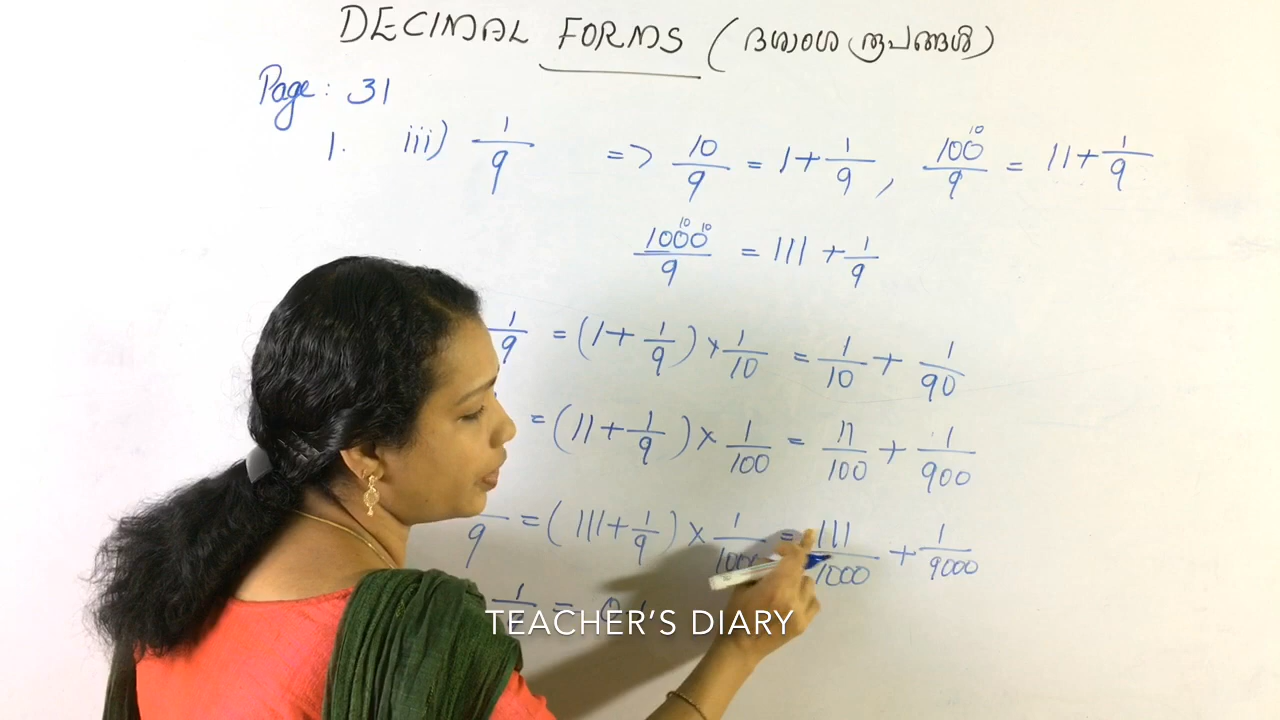 DECIMAL FORMS (ദശാംശ രൂപങ്ങൾ)
Page: 31
1. iii) 1/9 => 10/9 = 1 + 1/9, 100/9 = 11 + 1/9
1000/9 = 111 + 1/9
1/9 = (1 + 1/9) × 1/10 = 1/10 + 1/90
= (11 + 1/9) × 1/100 = 11/100 + 1/900
9 = (111 + 1/9) × 1/1000 = 111/1000 + 1/9000
TEACHER'S DIARY